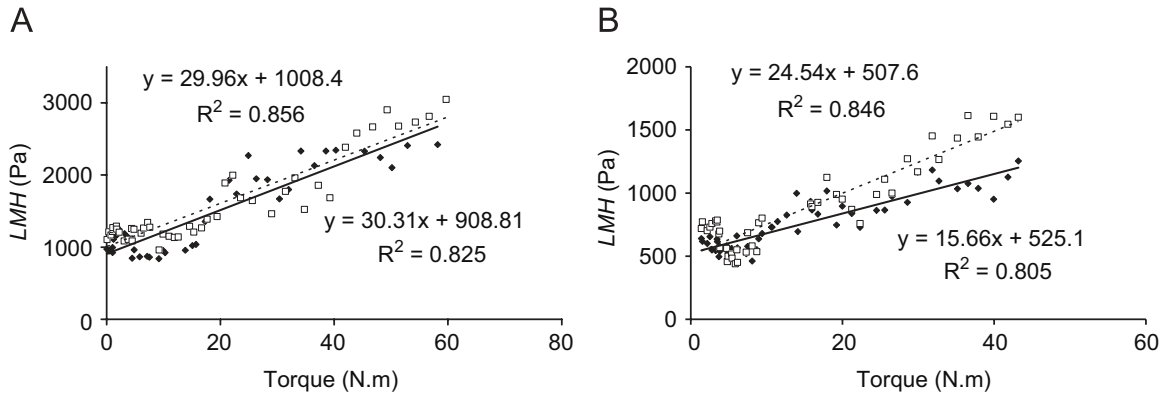 A
y = 29.96x + 1008.4
R² = 0.856
3000
2000
1000
0
LMH (Pa)
y = 30.31x + 908.81
R² = 0.825
0 20 40 60 80
Torque (N.m)
B
y = 24.54x + 507.6
R² = 0.846
2000
1500
1000
500
0
LMH (Pa)
y = 15.66x + 525.1
R² = 0.805
0 20 40 60
Torque (N.m)